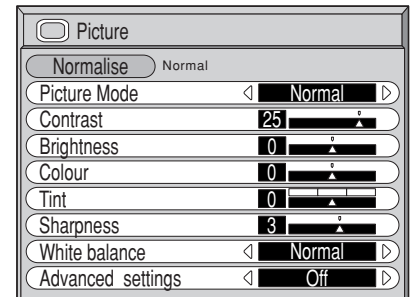 Picture
Normalise Normal
Picture Mode Normal
Contrast 25
Brightness 0
Colour 0
Tint 0
Sharpness 3
White balance Normal
Advanced settings Off